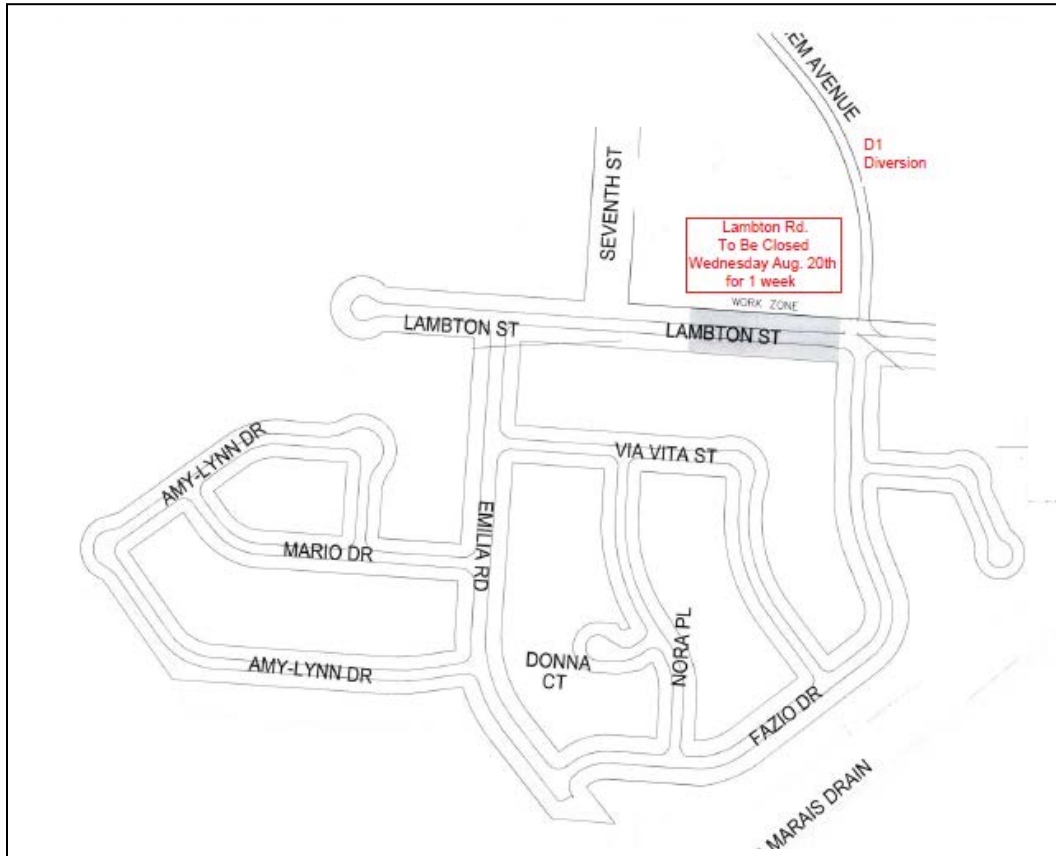 EM AVENUE
D1
Diversion
SEVENTH ST
Lambton Rd.
To Be Closed
Wednesday Aug. 20th
for 1 week
WORK ZONE
LAMBTON ST
LAMBTON ST
AMY-LYNN DR
VIA VITA ST
EMILIA RD
MARIO DR
NORA PL
DONNA
CT
AMY-LYNN DR
FAZIO DR
MARAIS DRAIN